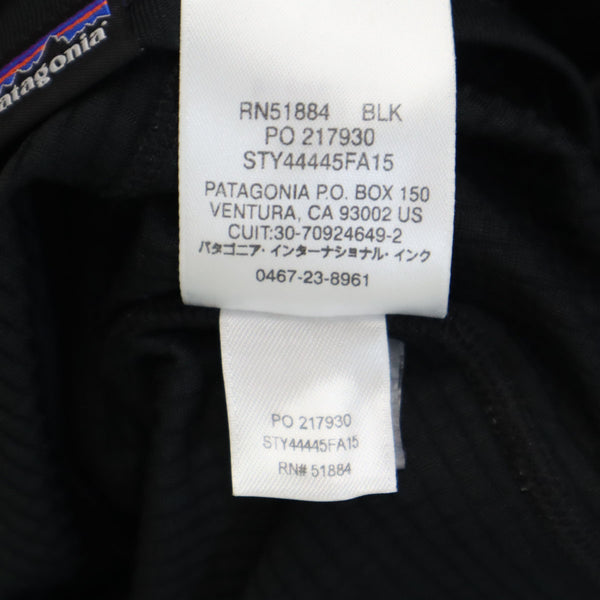 patagonia
RN51884 BLK
PO 217930
STY44445FA15
PATAGONIA P.O. BOX 150
VENTURA, CA 93002 US
CUIT:30-70924649-2
パタゴニア・インターナショナル・インク
0467-23-8961
PO 217930
STY44445FA15
RN# 51884